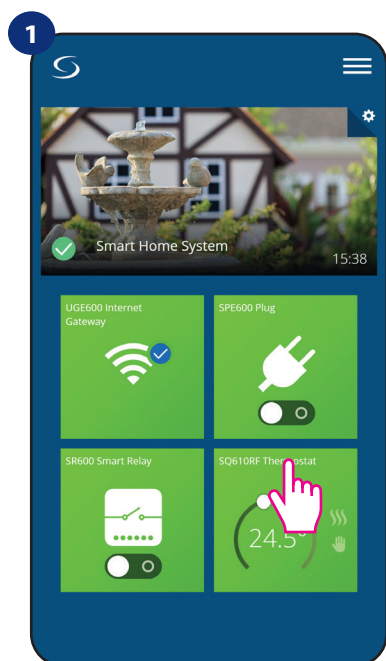 1
Smart Home System
15:38
UGE600 Internet
Gateway
SPE600 Plug
SR600 Smart Relay
SQ610RF Thermostat
24.5°